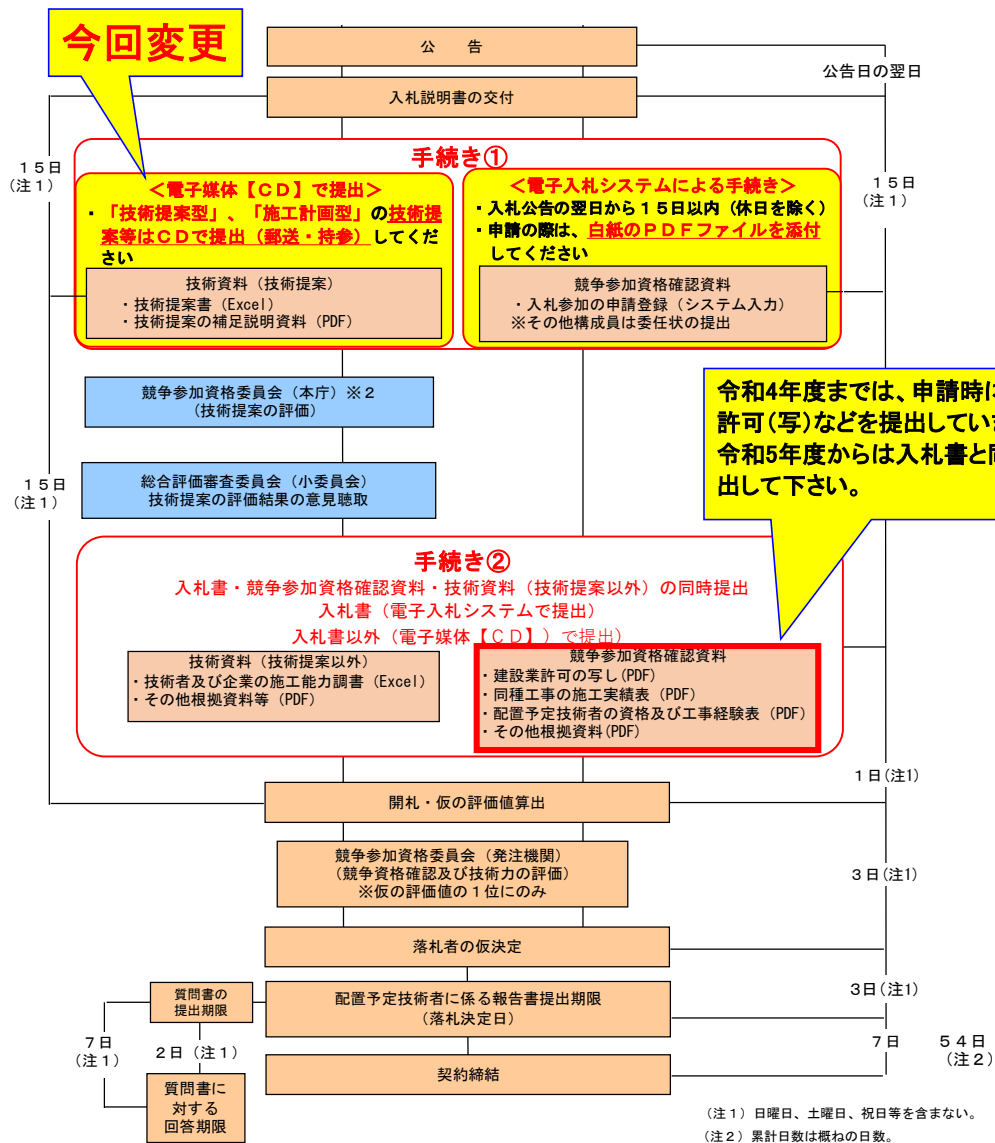 今回変更
公　　告
公告日の翌日
入札説明書の交付
１５日
(注１)
１５日
(注１)
手続き①
＜電子媒体【ＣＤ】で提出＞
・「技術提案型」、「施工計画型」の技術提
案等はＣＤで提出（郵送・持参）してくだ
さい
技術資料（技術提案）
・技術提案書（Excel）
・技術提案の補足説明資料（PDF）
＜電子入札システムによる手続き＞
・入札公告の翌日から１５日以内（休日を除く）
・申請の際は、白紙のＰＤＦファイルを添付
してください
競争参加資格確認資料
・入札参加の申請登録（システム入力）
※その他構成員は委任状の提出
競争参加資格委員会（本庁）※２
（技術提案の評価）
令和4年度までは、申請時に
許可（写）などを提出してい
令和5年度からは入札書と同
出して下さい。
１５日
(注１)
総合評価審査委員会（小委員会）
技術提案の評価結果の意見聴取
手続き②
入札書・競争参加資格確認資料・技術資料（技術提案以外）の同時提出
入札書（電子入札システムで提出）
入札書以外（電子媒体【ＣＤ】）で提出）
技術資料（技術提案以外）
・技術者及び企業の施工能力調書（Excel）
・その他根拠資料等（PDF）
競争参加資格確認資料
・建設業許可の写し(PDF)
・同種工事の施工実績表（PDF）
・配置予定技術者の資格及び工事経験表（PDF）
・その他根拠資料(PDF)
１日(注1)
開札・仮の評価値算出
競争参加資格委員会（発注機関）
（競争資格確認及び技術力の評価）
※仮の評価値の１位にのみ
３日(注1)
落札者の仮決定
質問書の
提出期限
配置予定技術者に係る報告書提出期限
（落札決定日）
３日(注1)
７日
(注１)
２日（注１）
７日
５４日
(注２)
契約締結
質問書に
対する
回答期限
（注１）日曜日、土曜日、祝日等を含まない。
（注２）累計日数は概ねの日数。